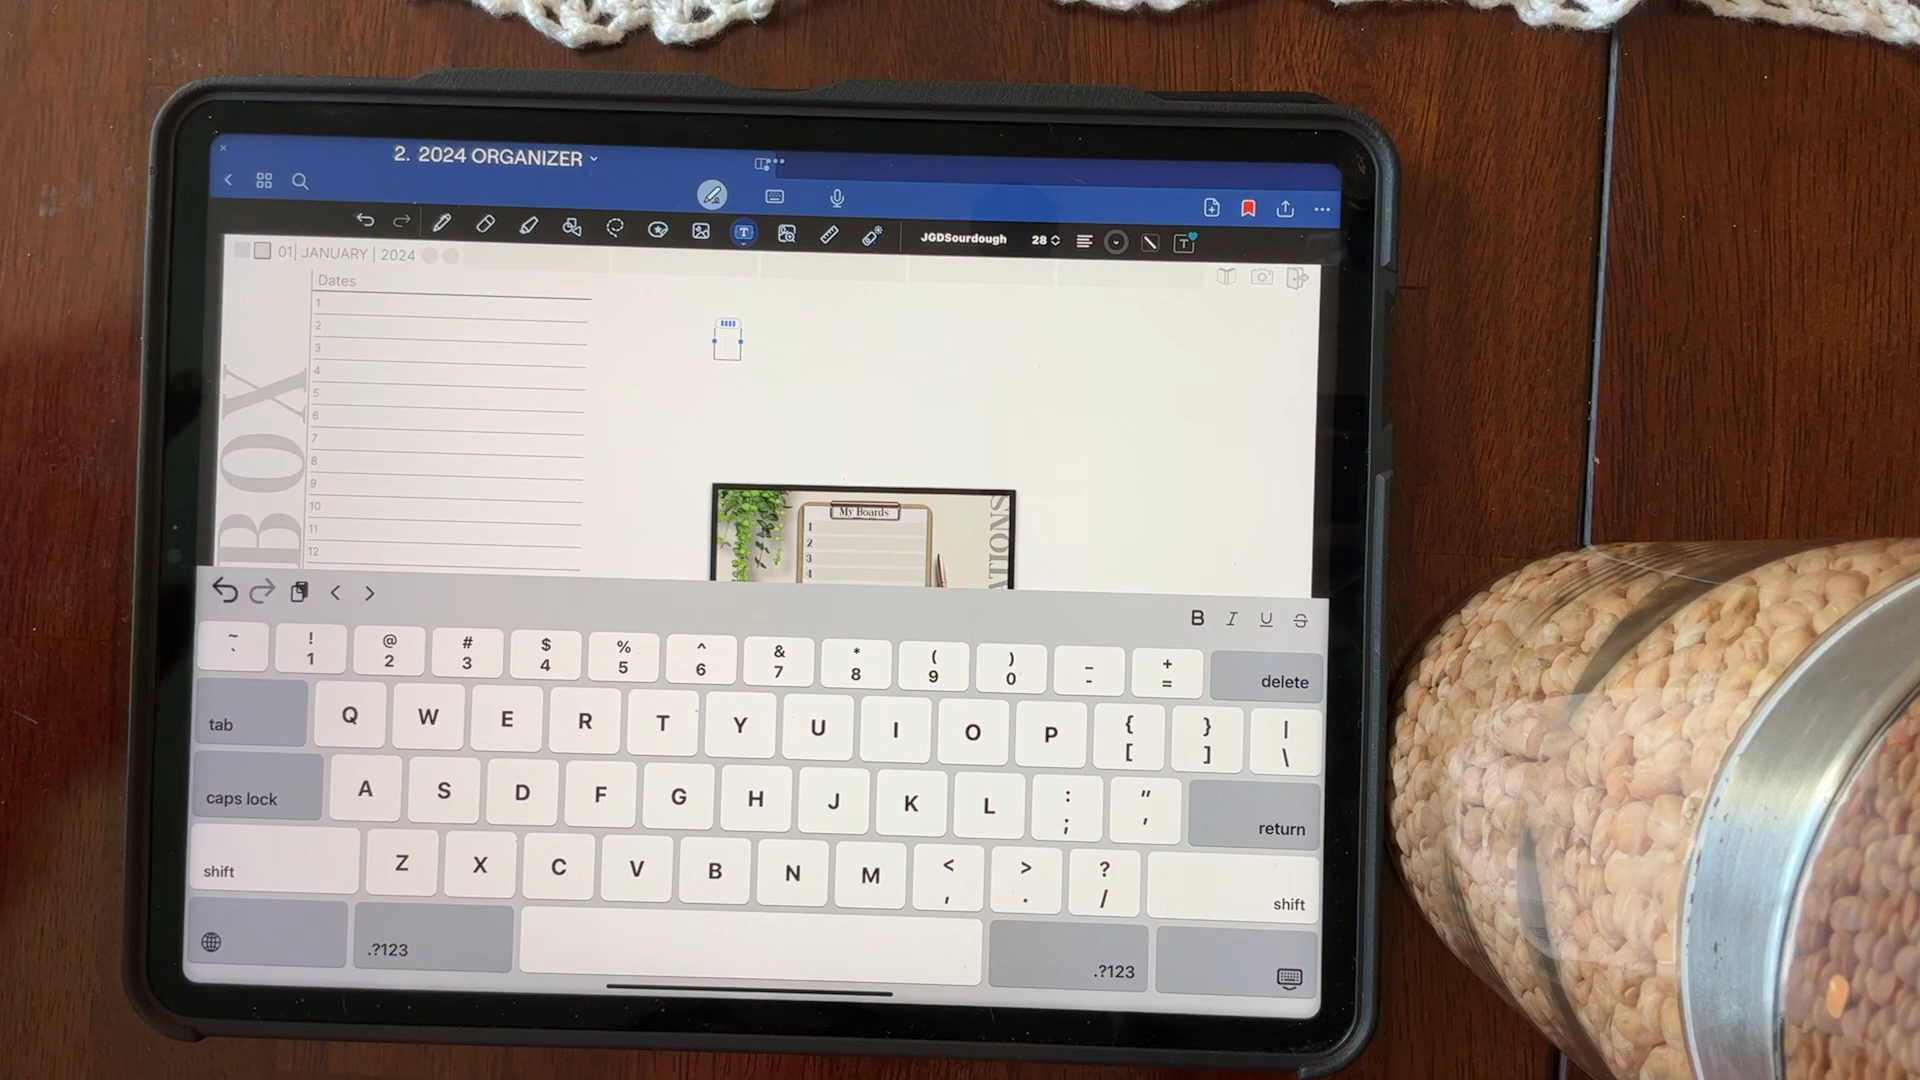 2. 2024 ORGANIZER
JGDSourdough 28
01| JANUARY | 2024
Dates
1
2
3
4
5
6
7
8
9
10
11
12
BOX
My Boards
1
2
3
4
ATIONS
B I U S
~ ` ! 1 @ 2 # 3 $ 4 % 5 ^ 6 & 7 * 8 ( 9 ) 0 _ - + = delete
tab Q W E R T Y U I O P { [ } ] | \
caps lock A S D F G H J K L : ; " ' return
shift Z X C V B N M < , > . ? / shift
.?123 .?123